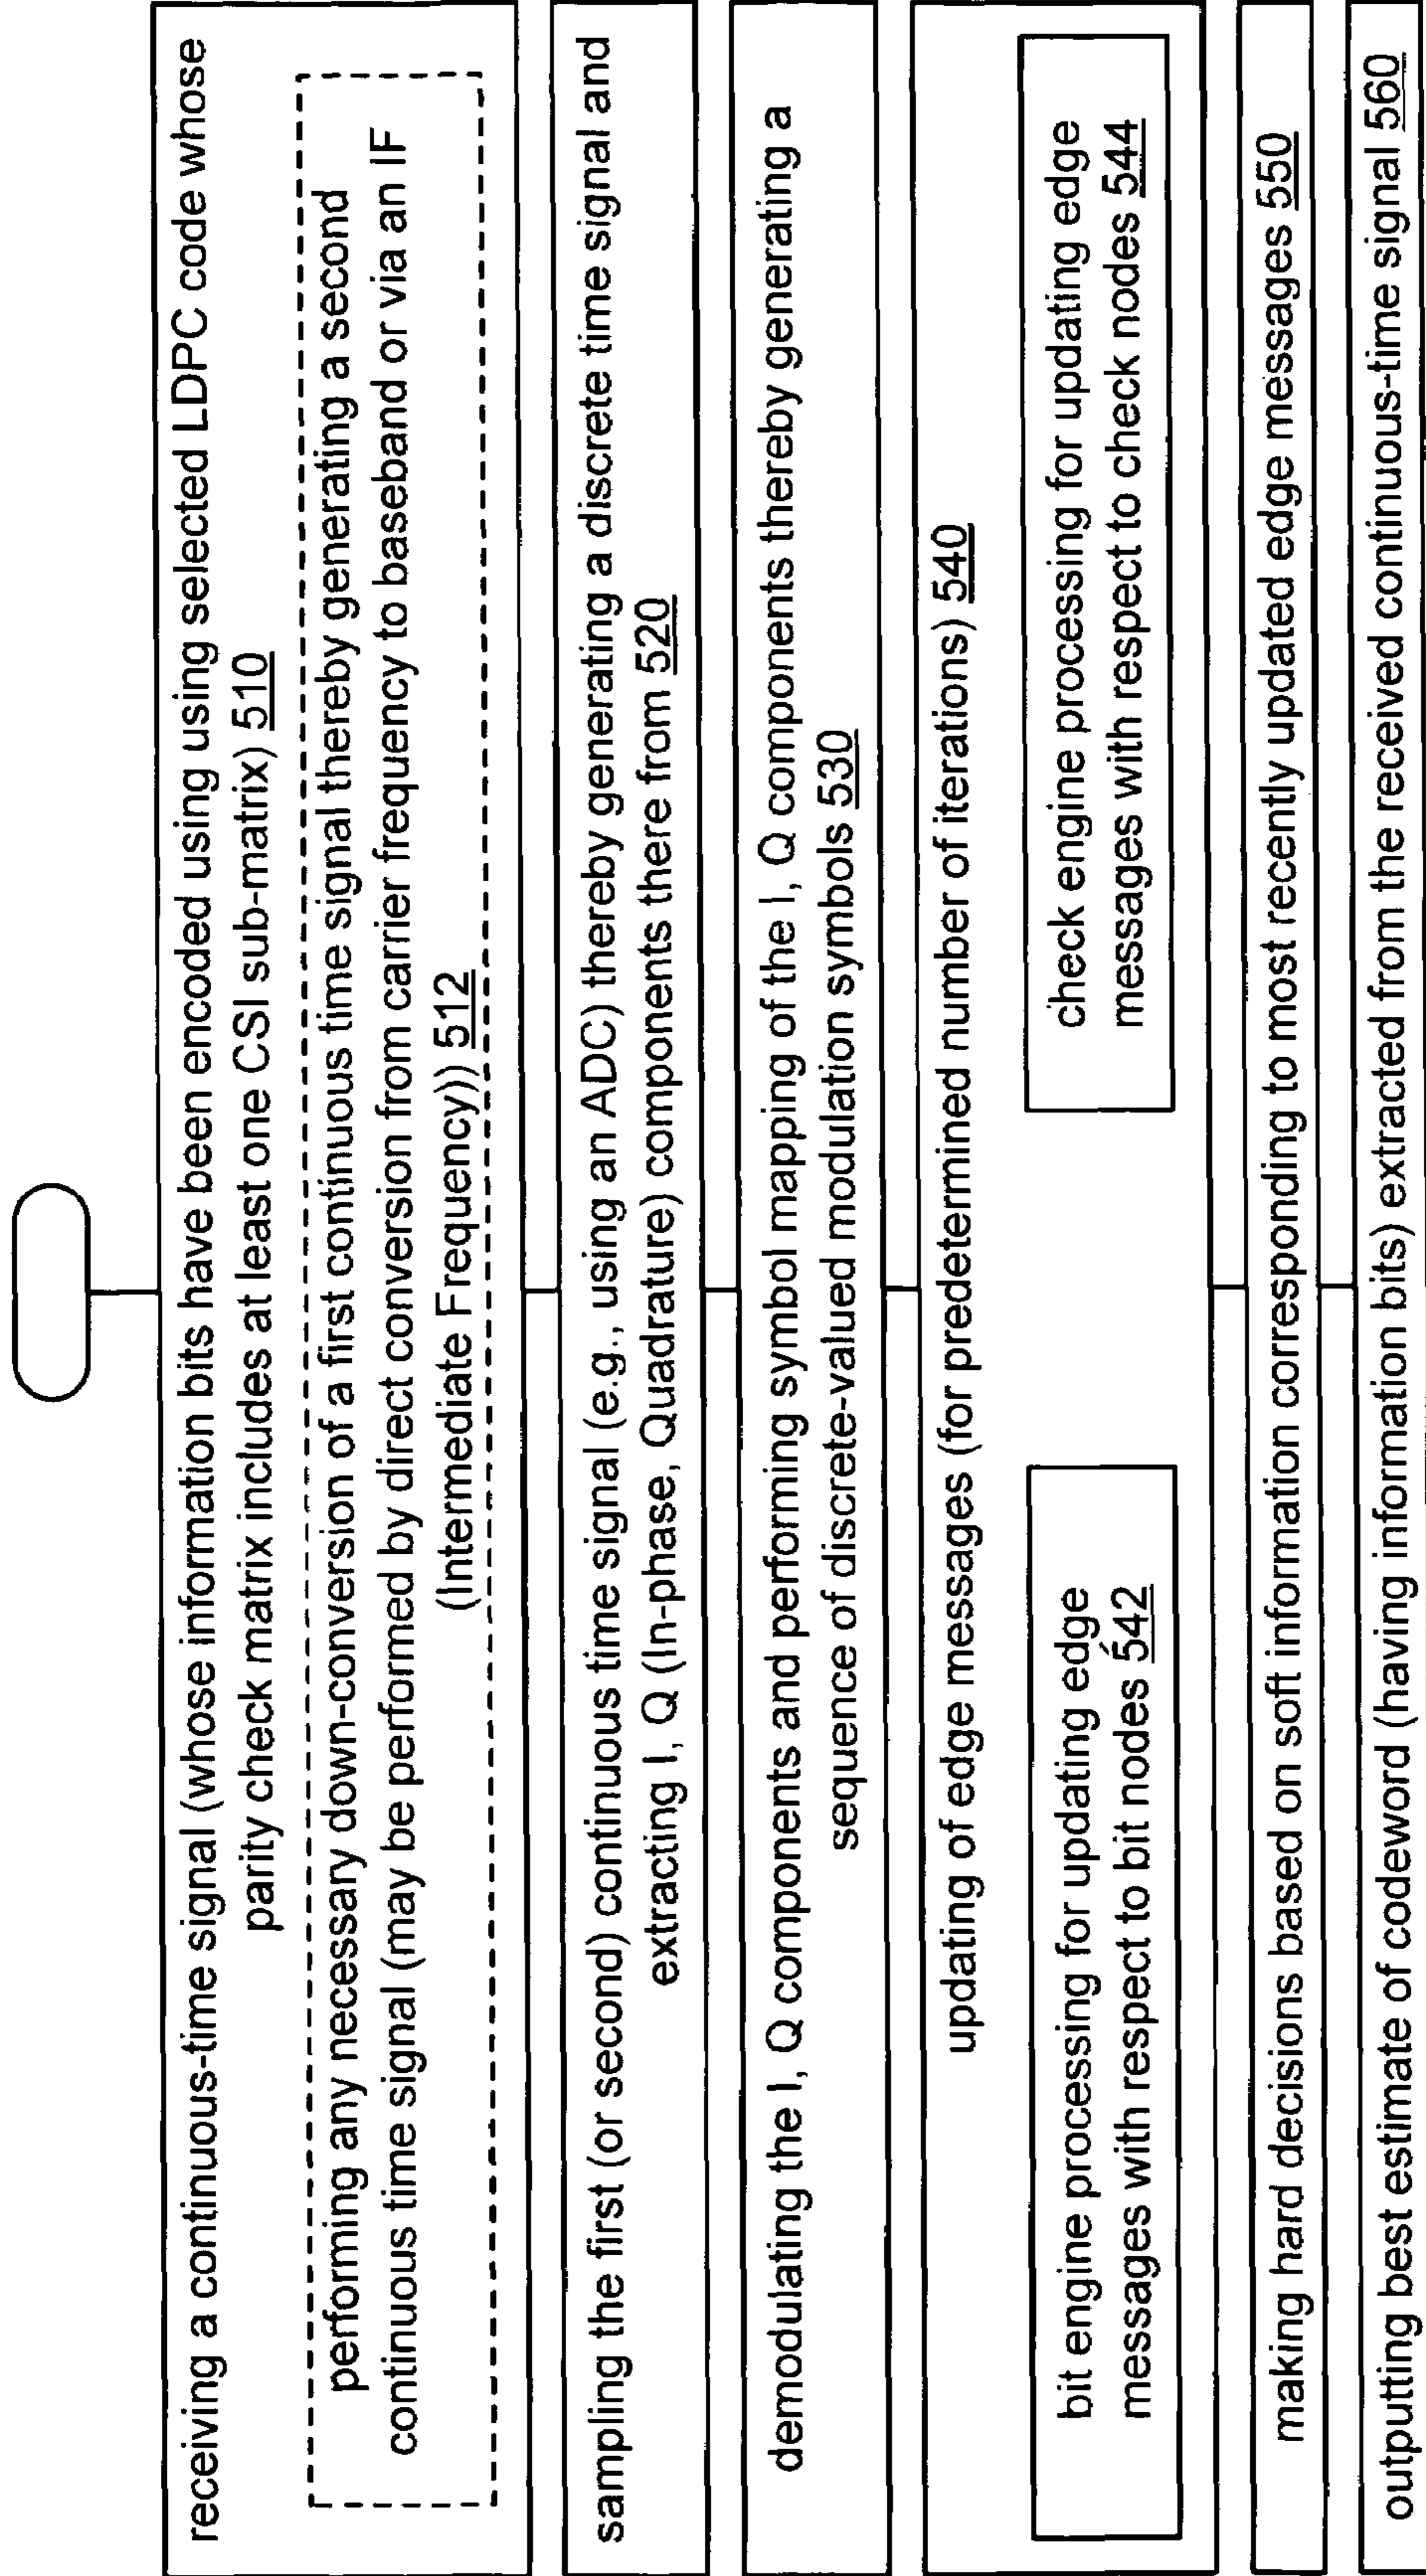 receiving a continuous-time signal (whose information bits have been encoded using using selected LDPC code whose
parity check matrix includes at least one CSI sub-matrix) 510
performing any necessary down-conversion of a first continuous time signal thereby generating a second
continuous time signal (may be performed by direct conversion from carrier frequency to baseband or via an IF
(Intermediate Frequency)) 512
sampling the first (or second) continuous time signal (e.g., using an ADC) thereby generating a discrete time signal and
extracting I, Q (In-phase, Quadrature) components there from 520
demodulating the I, Q components and performing symbol mapping of the I, Q components thereby generating a
sequence of discrete-valued modulation symbols 530
updating of edge messages (for predetermined number of iterations) 540
bit engine processing for updating edge
messages with respect to bit nodes 542
check engine processing for updating edge
messages with respect to check nodes 544
making hard decisions based on soft information corresponding to most recently updated edge messages 550
outputting best estimate of codeword (having information bits) extracted from the received continuous-time signal 560